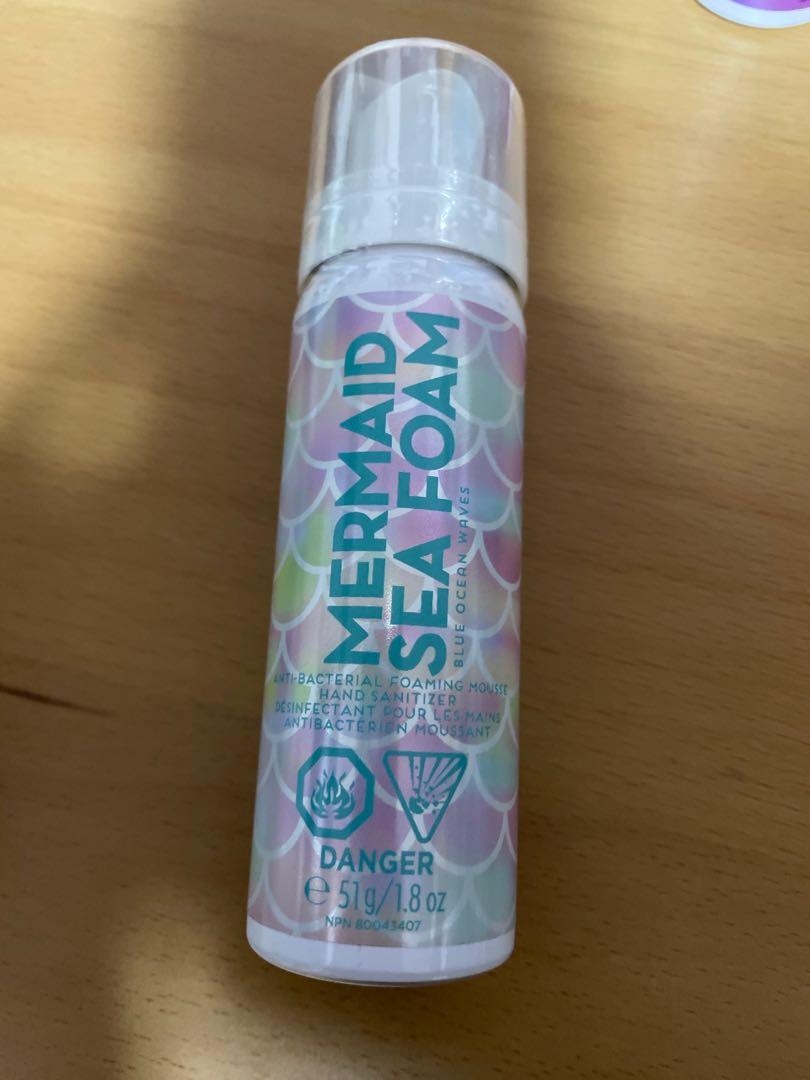 MERMAID
SEA FOAM
BLUE OCEAN WAVES
ANTI-BACTERIAL FOAMING MOUSSE
HAND SANITIZER
DÉSINFECTANT POUR LES MAINS
ANTIBACTÉRIEN MOUSSANT
DANGER
℮ 51g/1.8 oz
NPN 80043407